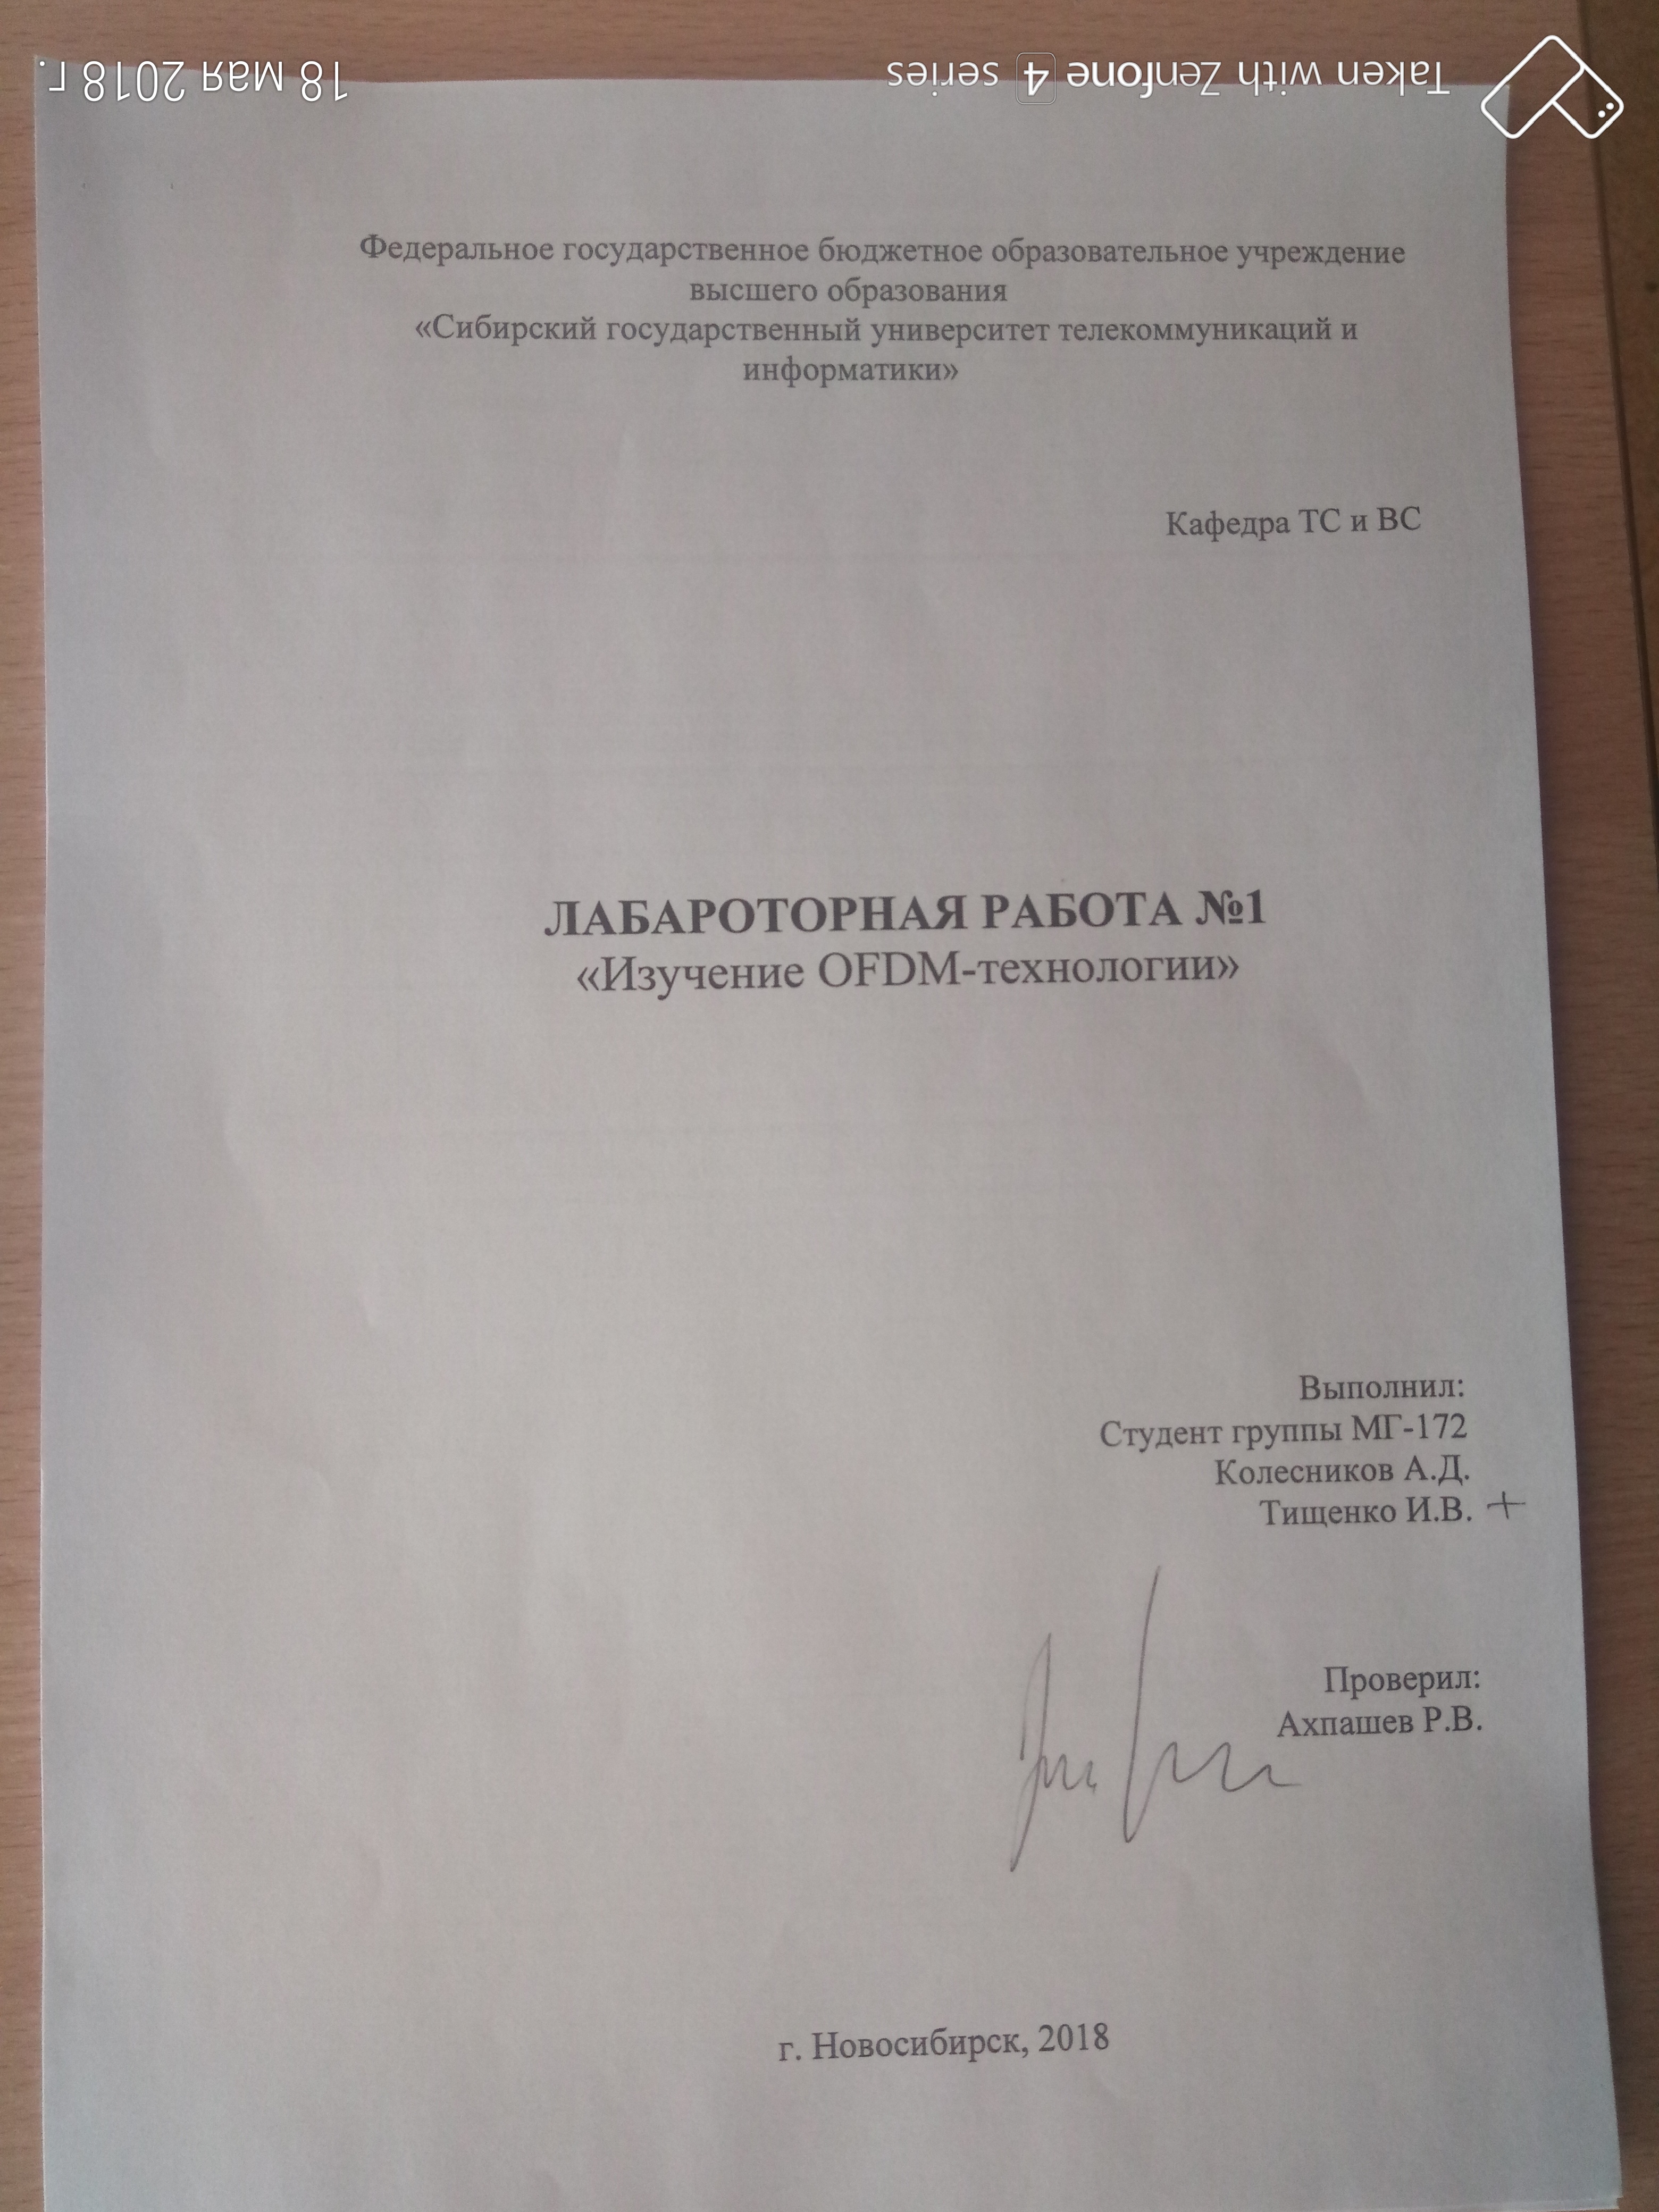 18 мая 2018 г.
Taken with Zenfone 4 series
Федеральное государственное бюджетное образовательное учреждение
высшего образования
«Сибирский государственный университет телекоммуникаций и
информатики»
Кафедра ТС и ВС
ЛАБАРОТОРНАЯ РАБОТА №1
«Изучение OFDM-технологии»
Выполнил:
Студент группы МГ-172
Колесников А.Д.
Тищенко И.В. +
Проверил:
Ахпашев Р.В.
г. Новосибирск, 2018